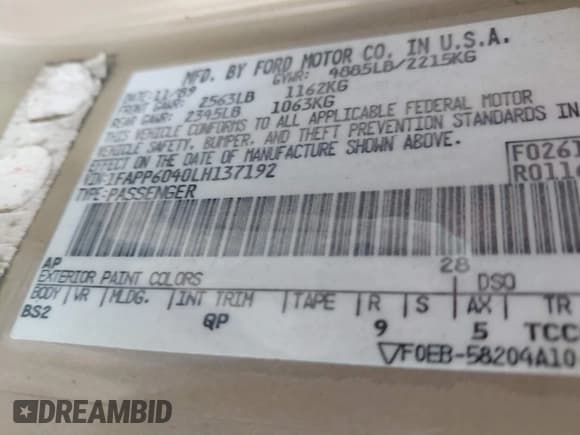 MFD. BY FORD MOTOR CO. IN U.S.A.
DATE: 11/89 GVWR: 4885LB/2215KG
FRONT GAWR: 2563LB 1162KG
REAR GAWR: 2345LB 1063KG
THIS VEHICLE CONFORMS TO ALL APPLICABLE FEDERAL MOTOR
VEHICLE SAFETY, BUMPER, AND THEFT PREVENTION STANDARDS IN
EFFECT ON THE DATE OF MANUFACTURE SHOWN ABOVE.
VIN: 1FAPP6040LH137192
TYPE: PASSENGER
F0261
R011
AP 28
EXTERIOR PAINT COLORS DSO
BODY VR MLDG. INT TRIM TAPE R S AX TR
BS2 QP 9 5 TCC
F0EB-58204A10
DREAMBID